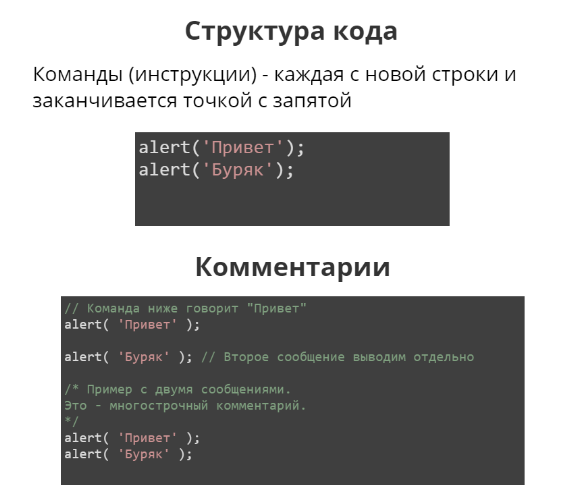 Структура кода
Команды (инструкции) - каждая с новой строки и
заканчивается точкой с запятой
alert('Привет');
alert('Буряк');
Комментарии
// Команда ниже говорит "Привет"
alert( 'Привет' );
alert( 'Буряк' ); // Второе сообщение выводим отдельно
/* Пример с двумя сообщениями.
Это - многострочный комментарий.
*/
alert( 'Привет' );
alert( 'Буряк' );